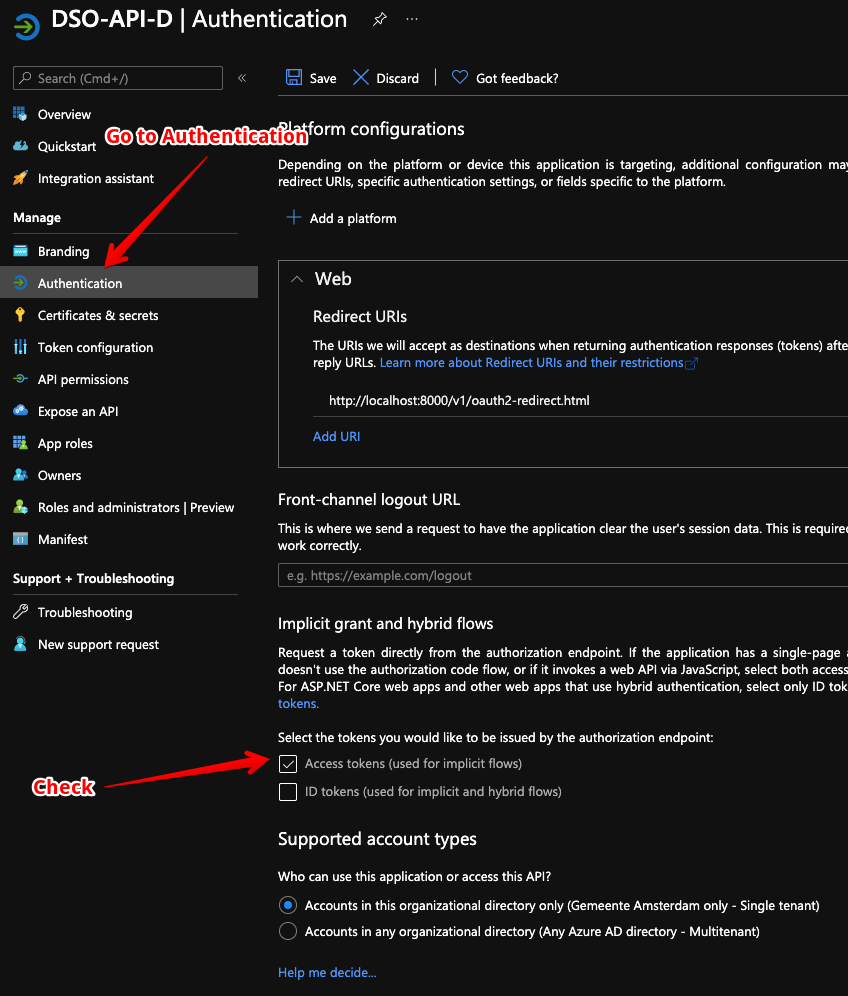 DSO-API-D | Authentication
Search (Cmd+/)
«
Save
Discard
Got feedback?
Overview
Quickstart
Integration assistant
Manage
Branding
Authentication
Certificates & secrets
Token configuration
API permissions
Expose an API
App roles
Owners
Roles and administrators | Preview
Manifest
Support + Troubleshooting
Troubleshooting
New support request
Go to Authentication
Platform configurations
Depending on the platform or device this application is targeting, additional configuration may
redirect URIs, specific authentication settings, or fields specific to the platform.
Add a platform
Web
Redirect URIs
The URIs we will accept as destinations when returning authentication responses (tokens) afte
reply URLs. Learn more about Redirect URIs and their restrictions
http://localhost:8000/v1/oauth2-redirect.html
Add URI
Front-channel logout URL
This is where we send a request to have the application clear the user's session data. This is required
work correctly.
e.g. https://example.com/logout
Implicit grant and hybrid flows
Request a token directly from the authorization endpoint. If the application has a single-page a
doesn't use the authorization code flow, or if it invokes a web API via JavaScript, select both access
For ASP.NET Core web apps and other web apps that use hybrid authentication, select only ID tok
tokens.
Select the tokens you would like to be issued by the authorization endpoint:
Check
Access tokens (used for implicit flows)
ID tokens (used for implicit and hybrid flows)
Supported account types
Who can use this application or access this API?
Accounts in this organizational directory only (Gemeente Amsterdam only - Single tenant)
Accounts in any organizational directory (Any Azure AD directory - Multitenant)
Help me decide...